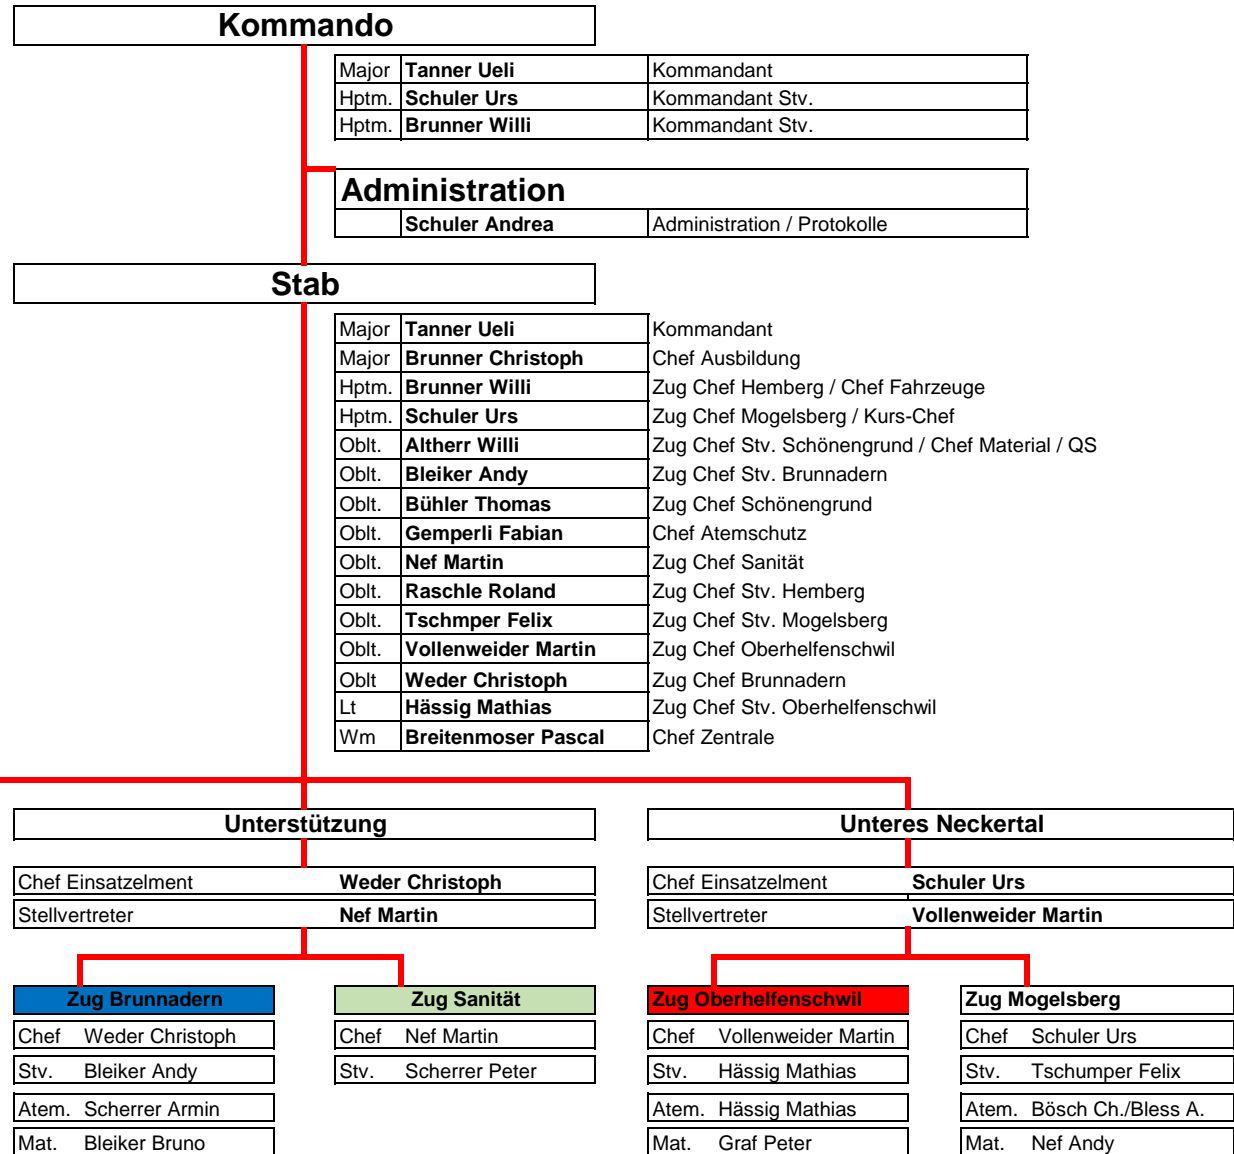 Kommando
Major Tanner Ueli Kommandant
Hptm. Schuler Urs Kommandant Stv.
Hptm. Brunner Willi Kommandant Stv.
Administration
Schuler Andrea Administration / Protokolle
Stab
Major Tanner Ueli Kommandant
Major Brunner Christoph Chef Ausbildung
Hptm. Brunner Willi Zug Chef Hemberg / Chef Fahrzeuge
Hptm. Schuler Urs Zug Chef Mogelsberg / Kurs-Chef
Oblt. Altherr Willi Zug Chef Stv. Schönengrund / Chef Material / QS
Oblt. Bleiker Andy Zug Chef Stv. Brunnadern
Oblt. Bühler Thomas Zug Chef Schönengrund
Oblt. Gemperli Fabian Chef Atemschutz
Oblt. Nef Martin Zug Chef Sanität
Oblt. Raschle Roland Zug Chef Stv. Hemberg
Oblt. Tschmper Felix Zug Chef Stv. Mogelsberg
Oblt. Vollenweider Martin Zug Chef Oberhelfenschwil
Oblt Weder Christoph Zug Chef Brunnadern
Lt Hässig Mathias Zug Chef Stv. Oberhelfenschwil
Wm Breitenmoser Pascal Chef Zentrale
Unterstützung
Chef Einsatzelment Weder Christoph
Stellvertreter Nef Martin
Zug Brunnadern
Chef Weder Christoph
Stv. Bleiker Andy
Atem. Scherrer Armin
Mat. Bleiker Bruno
Zug Sanität
Chef Nef Martin
Stv. Scherrer Peter
Unteres Neckertal
Chef Einsatzelment Schuler Urs
Stellvertreter Vollenweider Martin
Zug Oberhelfenschwil
Chef Vollenweider Martin
Stv. Hässig Mathias
Atem. Hässig Mathias
Mat. Graf Peter
Zug Mogelsberg
Chef Schuler Urs
Stv. Tschumper Felix
Atem. Bösch Ch./Bless A.
Mat. Nef Andy